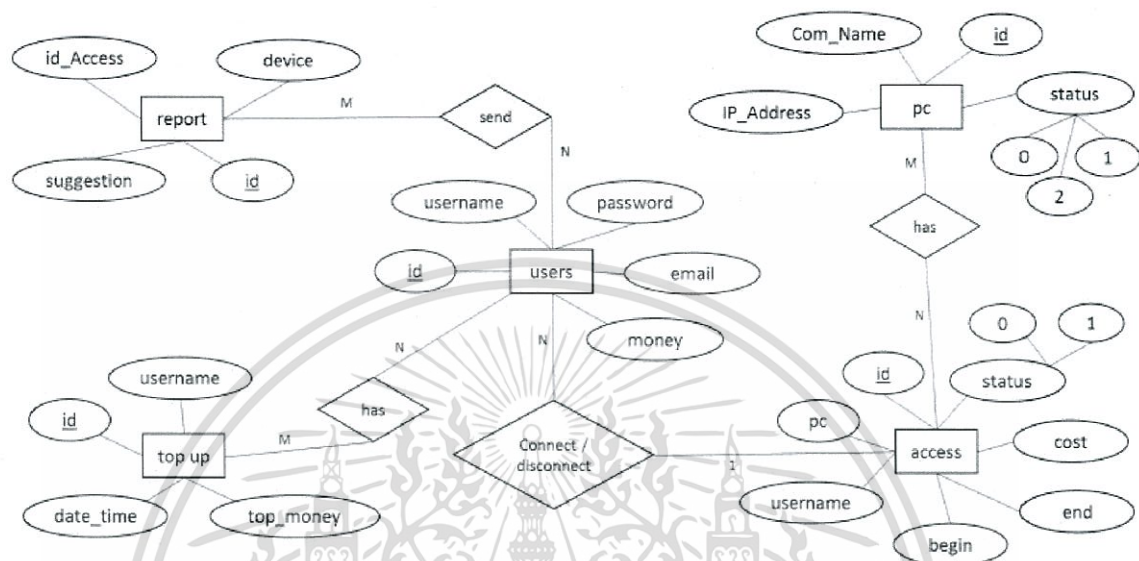 Com_Name
id
id_Access
device
status
M
report
send
IP_Address
pc
0
1
suggestion
id
N
M
2
username
password
has
id
users
email
N
N
money
N
0
1
username
id
status
id
has
pc
M
Connect /
disconnect
cost
top up
1
access
username
date_time
top_money
end
begin